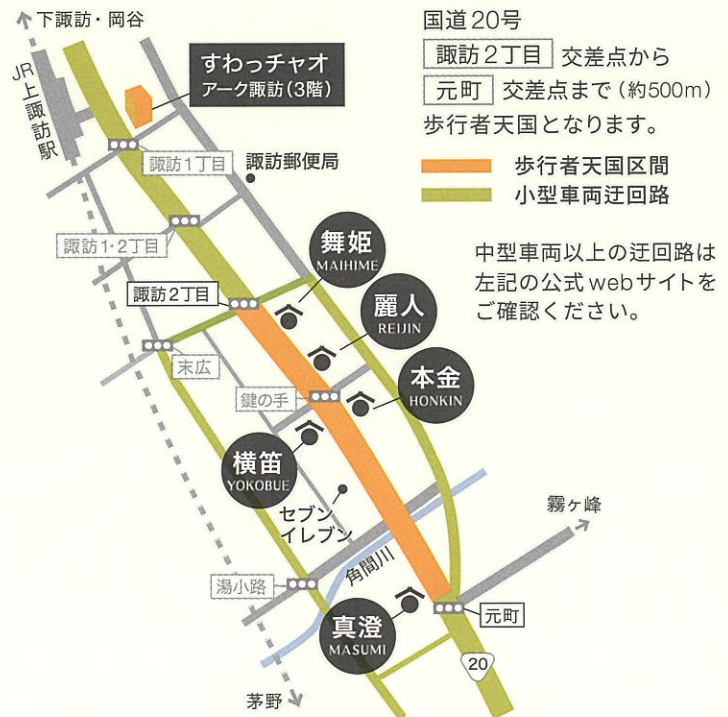 下諏訪・岡谷
JR上諏訪駅
すわっチャオ
アーク諏訪(3階)
国道20号
諏訪2丁目 交差点から
元町 交差点まで(約500m)
歩行者天国となります。
歩行者天国区間
小型車両迂回路
中型車両以上の迂回路は
左記の公式webサイトを
ご確認ください。
諏訪1丁目
諏訪郵便局
諏訪1・2丁目
舞姫
MAIHIME
諏訪2丁目
麗人
REIJIN
末広
本金
HONKIN
鍵の手
横笛
YOKOBUE
セブン
イレブン
霧ヶ峰
角間川
湯小路
元町
真澄
MASUMI
20
茅野